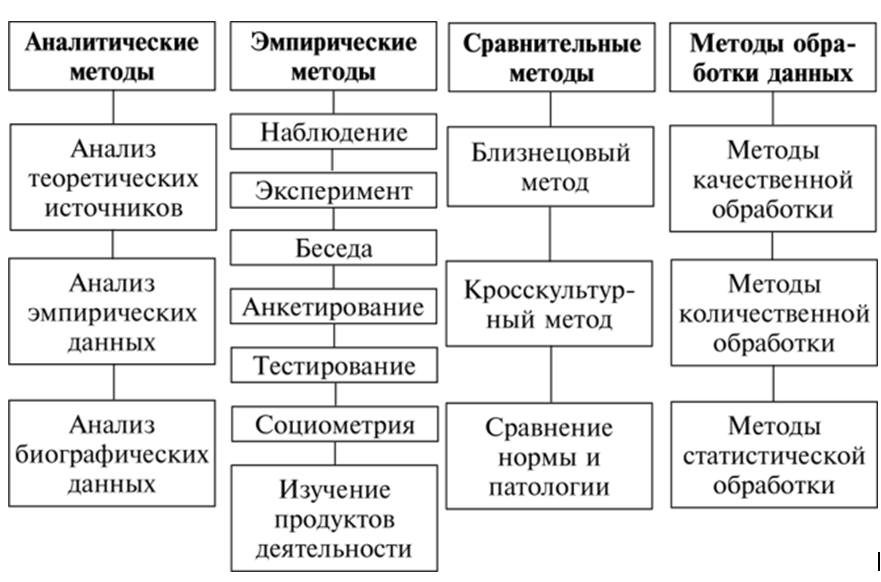 Аналитические
методы
Анализ
теоретических
источников
Анализ
эмпирических
данных
Анализ
биографических
данных
Эмпирические
методы
Наблюдение
Эксперимент
Беседа
Анкетирование
Тестирование
Социометрия
Изучение
продуктов
деятельности
Сравнительные
методы
Близнецовый
метод
Кросскультур-
ный метод
Сравнение
нормы и
патологии
Методы обра-
ботки данных
Методы
качественной
обработки
Методы
количественной
обработки
Методы
статистической
обработки